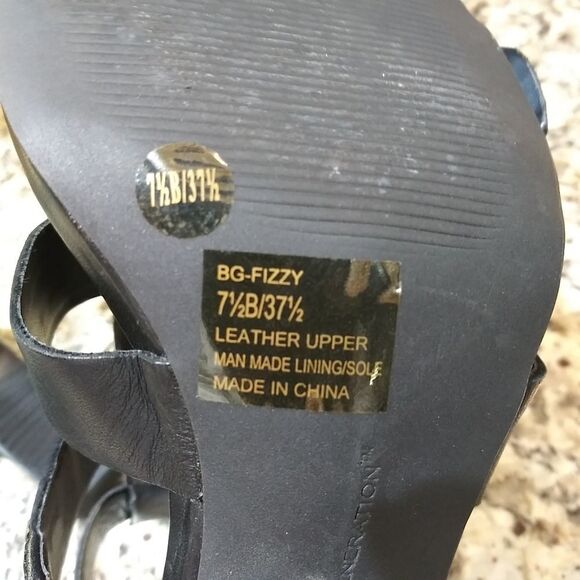 7½B/37½
BG-FIZZY
7½B/37½
LEATHER UPPER
MAN MADE LINING/SOLE
MADE IN CHINA